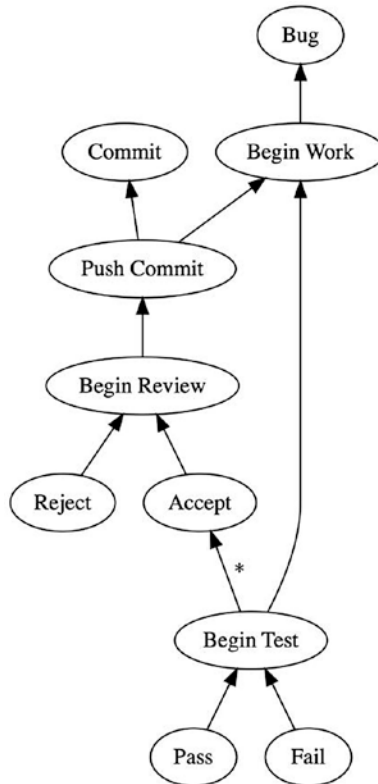 Bug
Commit
Begin Work
Push Commit
Begin Review
Reject
Accept
*
Begin Test
Pass
Fail